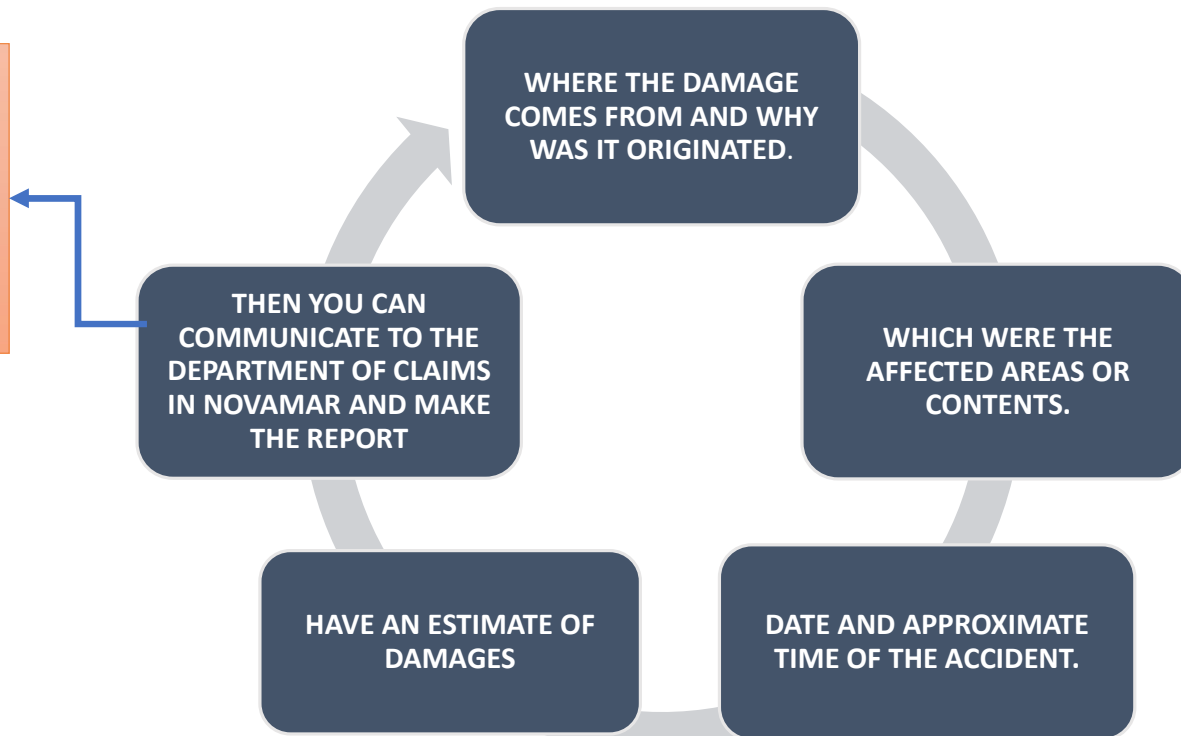 WHERE THE DAMAGE
COMES FROM AND WHY
WAS IT ORIGINATED.
WHICH WERE THE
AFFECTED AREAS OR
CONTENTS.
DATE AND APPROXIMATE
TIME OF THE ACCIDENT.
HAVE AN ESTIMATE OF
DAMAGES
THEN YOU CAN
COMMUNICATE TO THE
DEPARTMENT OF CLAIMS
IN NOVAMAR AND MAKE
THE REPORT